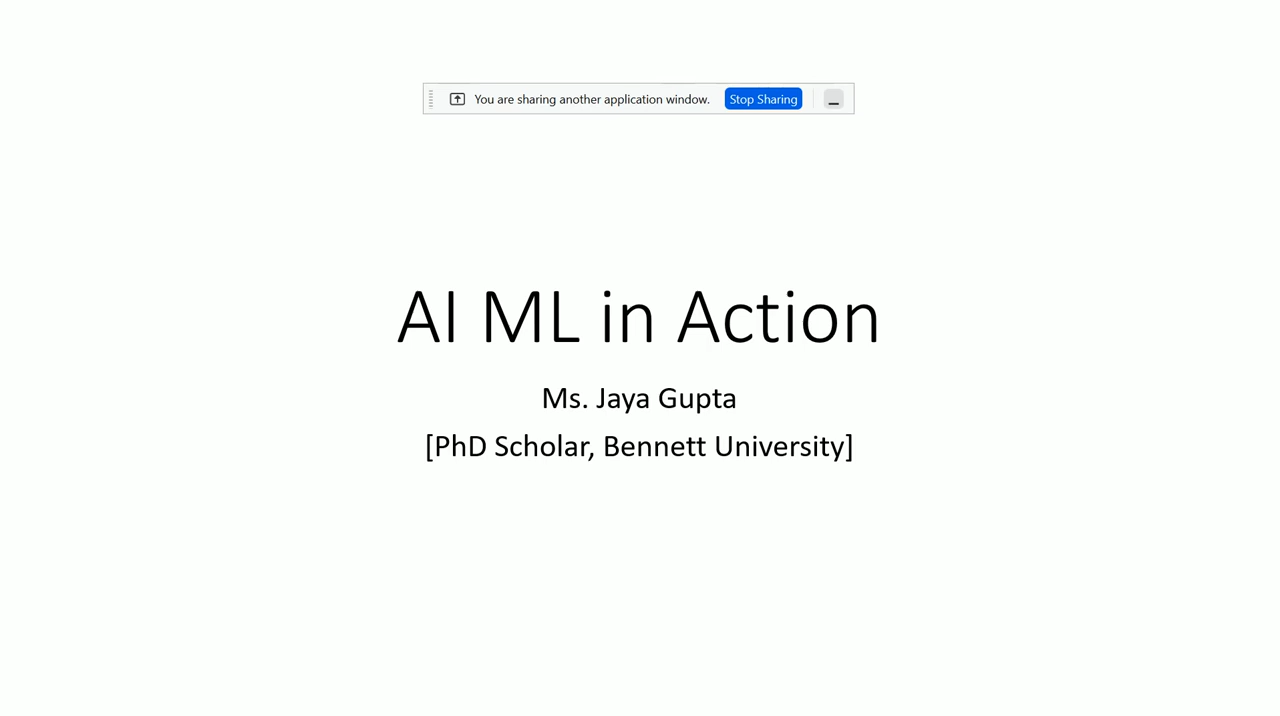 You are sharing another application window. Stop Sharing
AI ML in Action
Ms. Jaya Gupta
[PhD Scholar, Bennett University]